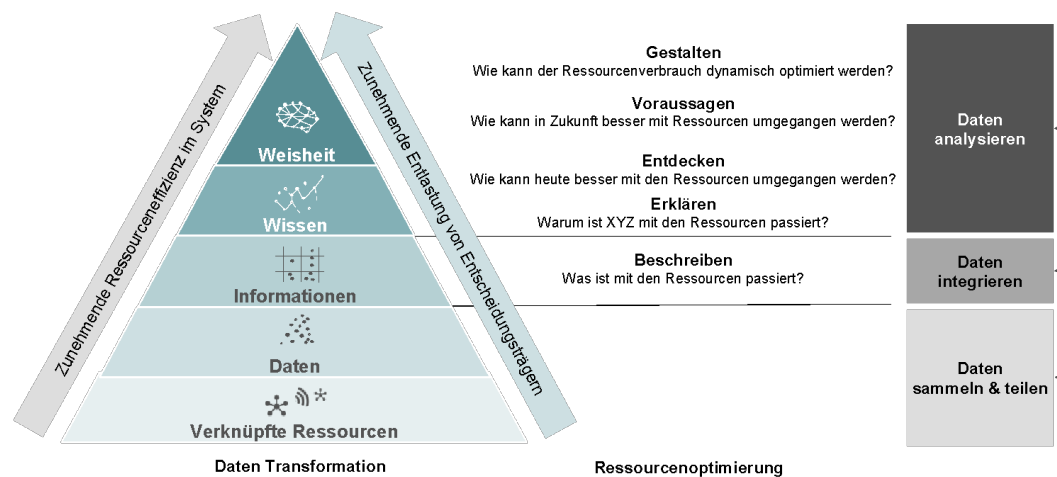 Zunehmende Ressourceneffizienz im System
Zunehmende Entlastung von Entscheidungsträgern
Weisheit
Wissen
Informationen
Daten
Verknüpfte Ressourcen
Daten Transformation
Gestalten
Wie kann der Ressourcenverbrauch dynamisch optimiert werden?
Voraussagen
Wie kann in Zukunft besser mit Ressourcen umgegangen werden?
Entdecken
Wie kann heute besser mit den Ressourcen umgegangen werden?
Erklären
Warum ist XYZ mit den Ressourcen passiert?
Beschreiben
Was ist mit den Ressourcen passiert?
Ressourcenoptimierung
Daten
analysieren
Daten
integrieren
Daten
sammeln & teilen